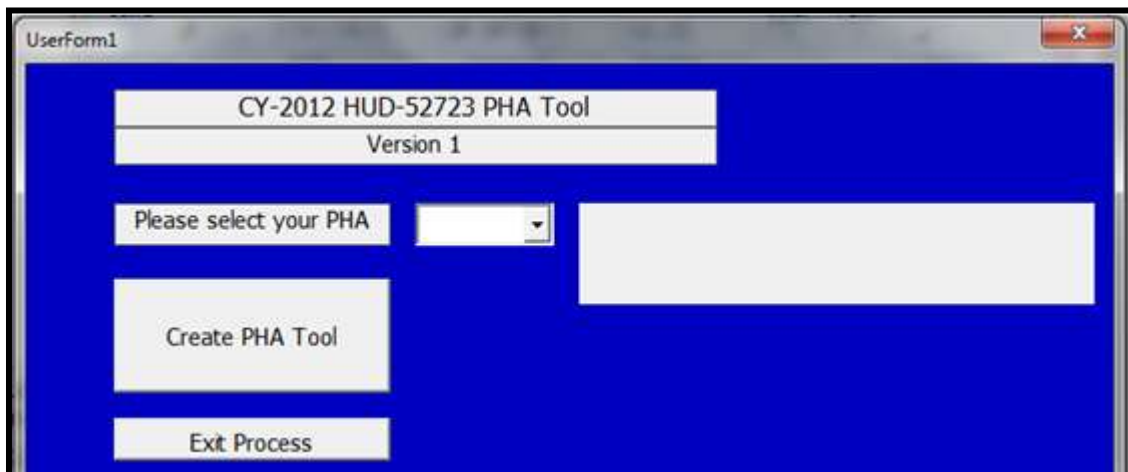 UserForm1
CY-2012 HUD-52723 PHA Tool
Version 1
Please select your PHA
Create PHA Tool
Exit Process